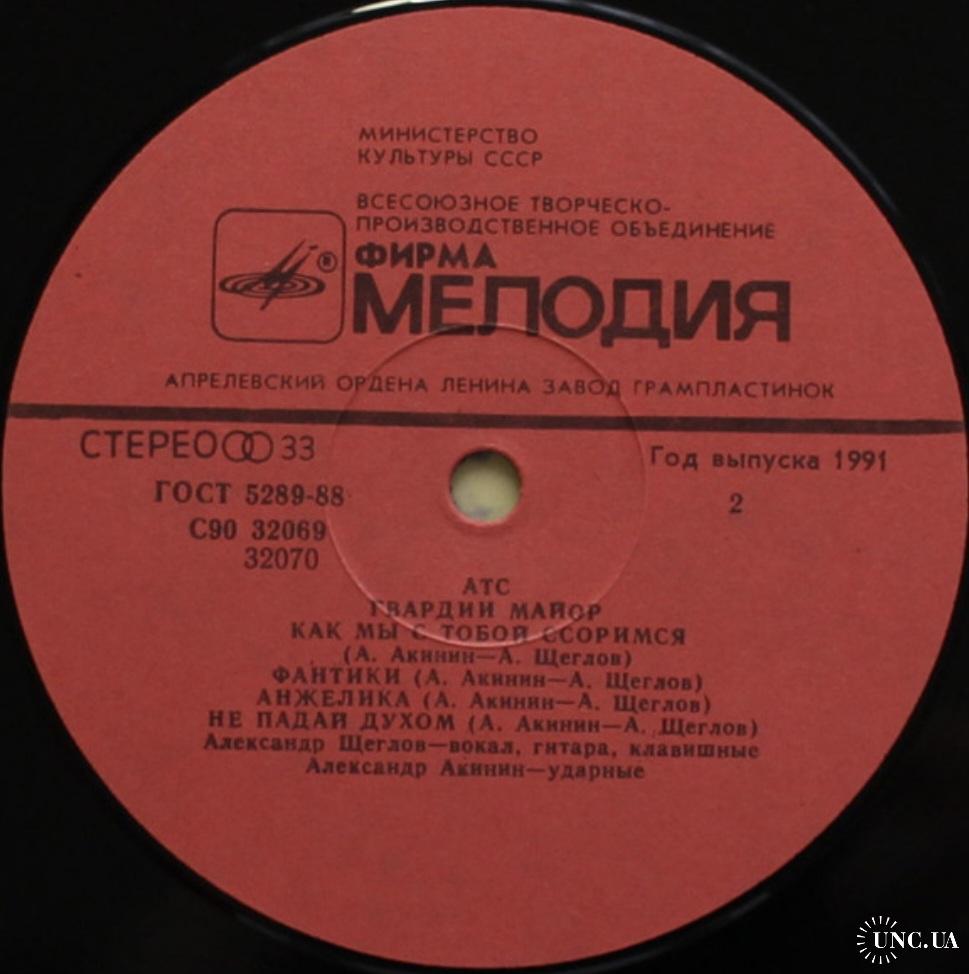 МИНИСТЕРСТВО
КУЛЬТУРЫ СССР
ВСЕСОЮЗНОЕ ТВОРЧЕСКО-
ПРОИЗВОДСТВЕННОЕ ОБЪЕДИНЕНИЕ
ФИРМА
®
МЕЛОДИЯ
АПРЕЛЕВСКИЙ ОРДЕНА ЛЕНИНА ЗАВОД ГРАМПЛАСТИНОК
СТЕРЕО 33
Год выпуска 1991
ГОСТ 5289-88
2
С90 32069
32070
АТС
ГВАРДИИ МАЙОР
КАК МЫ С ТОБОЙ ССОРИМСЯ
(А. Акинин—А. Щеглов)
ФАНТИКИ (А. Акинин—А. Щеглов)
АНЖЕЛИКА (А. Акинин—А. Щеглов)
НЕ ПАДАЙ ДУХОМ (А. Акинин—А. Щеглов)
Александр Щеглов—вокал, гитара, клавишные
Александр Акинин—ударные
UNC.UA